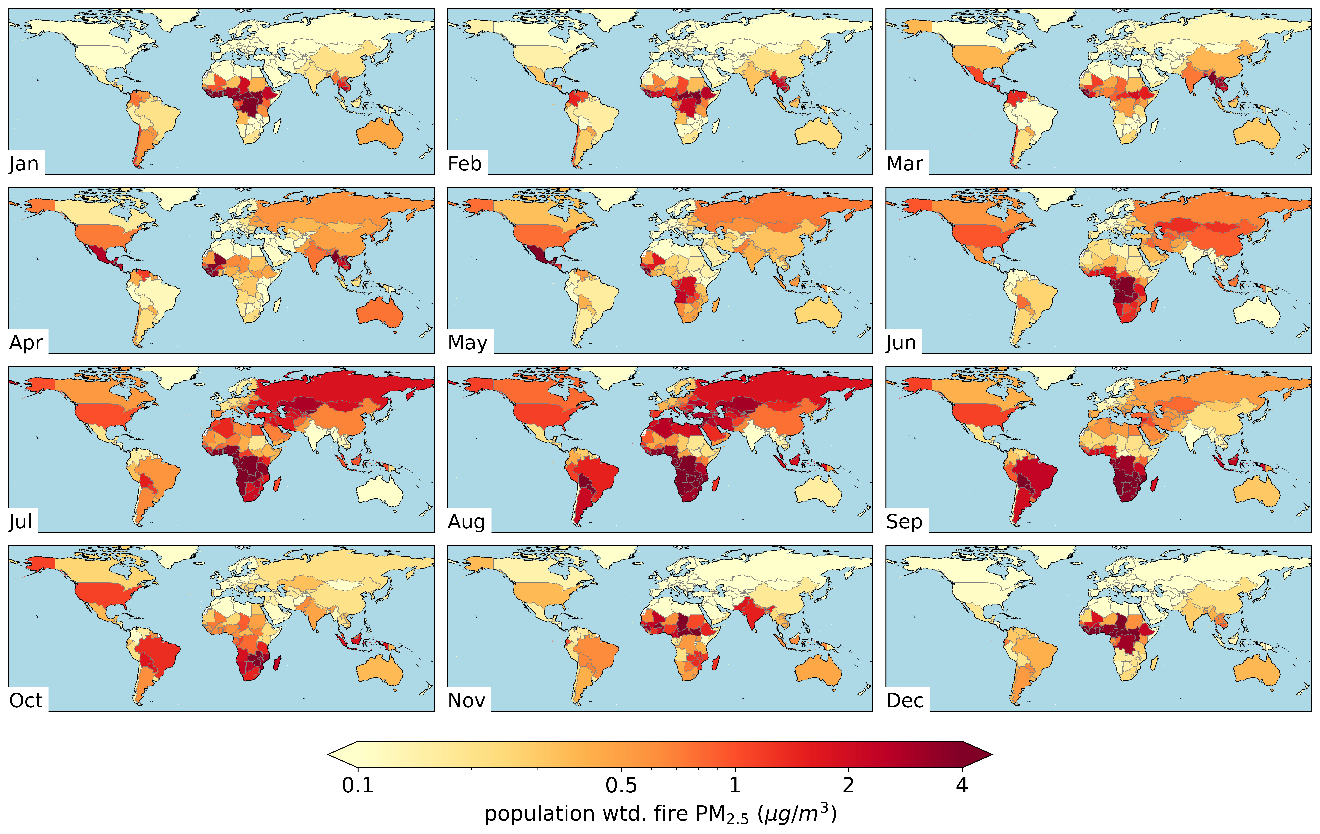 Jan
Feb
Mar
Apr
May
Jun
Jul
Aug
Sep
Oct
Nov
Dec
0.1 0.5 1 2 4
population wtd. fire PM2.5 (μg/m3)